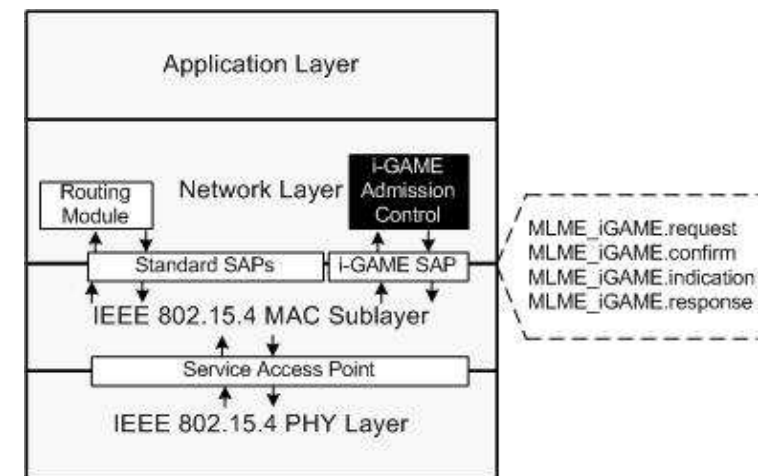 Application Layer
i-GAME
Admission
Control
Routing
Module
Network Layer
Standard SAPs
i-GAME SAP
MLME_iGAME.request
MLME_iGAME.confirm
MLME_iGAME.indication
MLME_iGAME.response
IEEE 802.15.4 MAC Sublayer
Service Access Point
IEEE 802.15.4 PHY Layer